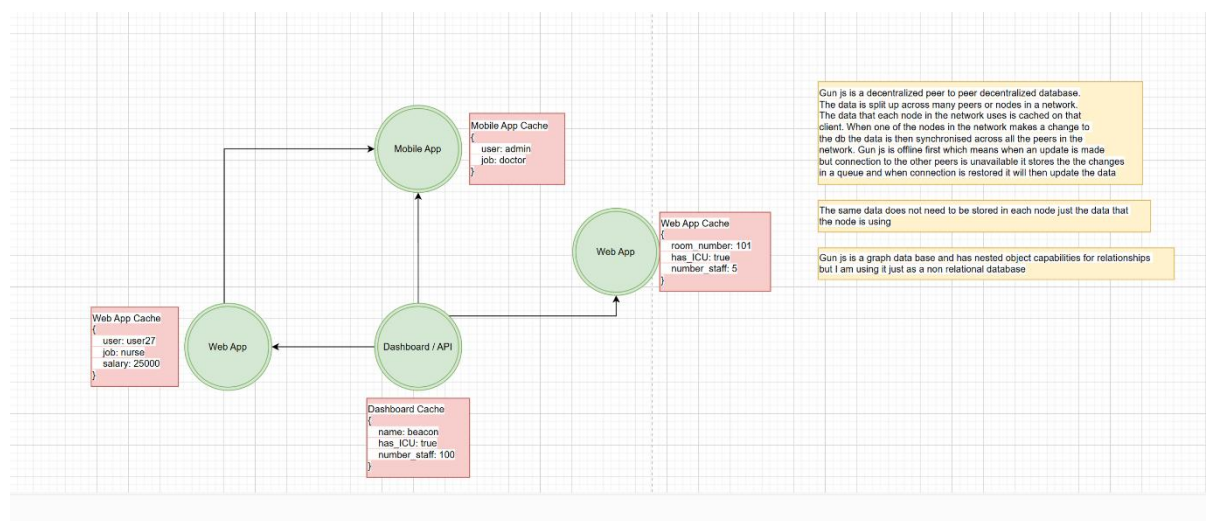 Mobile App
Mobile App Cache
{
user: admin
job: doctor
}
Web App
Web App Cache
{
room_number: 101
has_ICU: true
number_staff: 5
}
Web App Cache
{
user: user27
job: nurse
salary: 25000
}
Web App
Dashboard / API
Dashboard Cache
{
name: beacon
has_ICU: true
number_staff: 100
}
Gun js is a decentralized peer to peer decentralized database.
The data is split up across many peers or nodes in a network.
The data that each node in the network uses is cached on that
client. When one of the nodes in the network makes a change to
the db the data is then synchronised across all the peers in the
network. Gun js is offline first which means when an update is made
but connection to the other peers is unavailable it stores the the changes
in a queue and when connection is restored it will then update the data
The same data does not need to be stored in each node just the data that
the node is using
Gun js is a graph data base and has nested object capabilities for relationships
but I am using it just as a non relational database